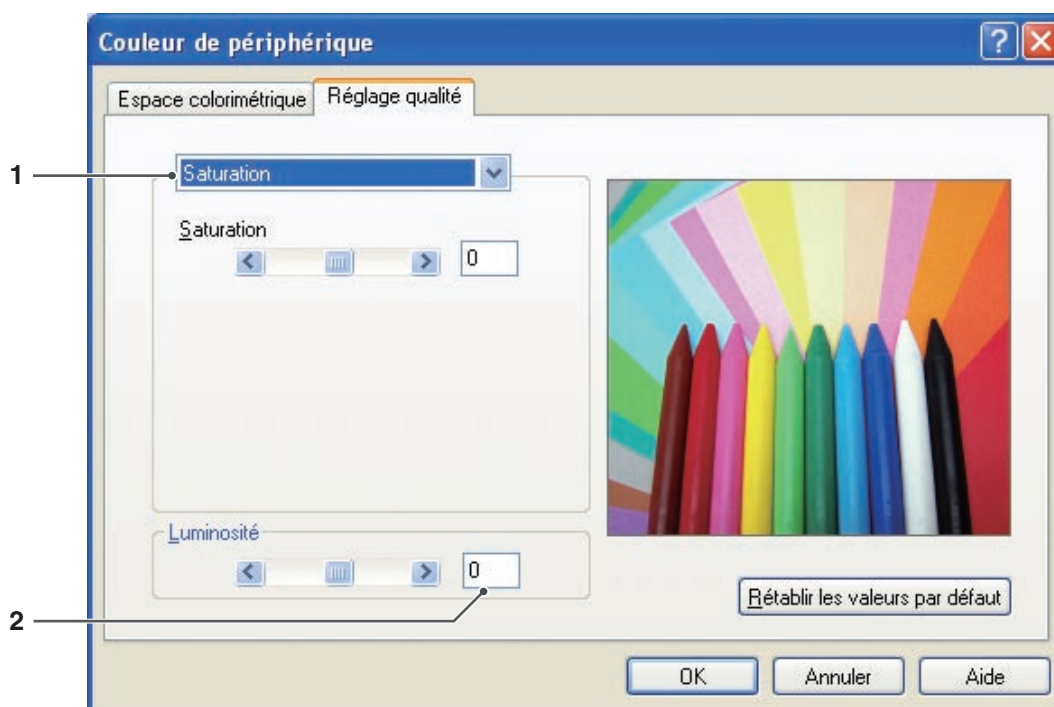 Couleur de périphérique
Espace colorimétrique Réglage qualité
1
Saturation
Saturation
0
Luminosité
0
2
Rétablir les valeurs par défaut
OK Annuler Aide